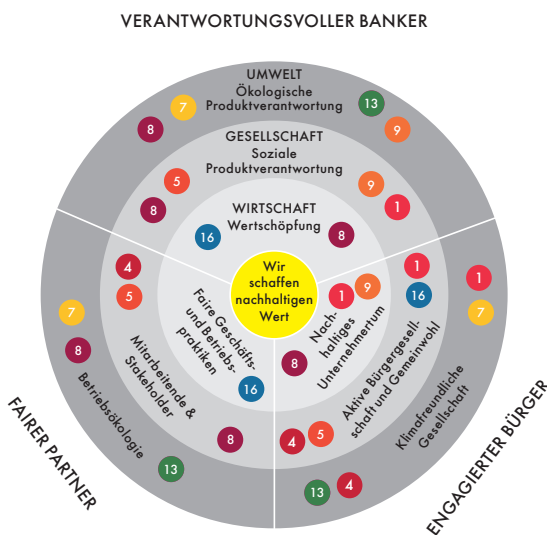 VERANTWORTUNGSVOLLER BANKER
UMWELT
Ökologische
Produktverantwortung
7
8
13
9
GESELLSCHAFT
Soziale
Produktverantwortung
5
8
9
1
WIRTSCHAFT
Wertschöpfung
16
8
Wir
schaffen
nachhaltigen
Wert
4
5
7
8
Faire Geschäfts-
und Betriebs-
praktiken
16
Mitarbeitende &
Stakeholder
8
Betriebsökologie
13
FAIRER PARTNER
1
9
Nach-
haltiges
Unternehmertum
8
1
16
Aktive Bürgergesell-
schaft und Gemeinwohl
4
5
1
7
Klimafreundliche
Gesellschaft
13
4
ENGAGIERTER BÜRGER